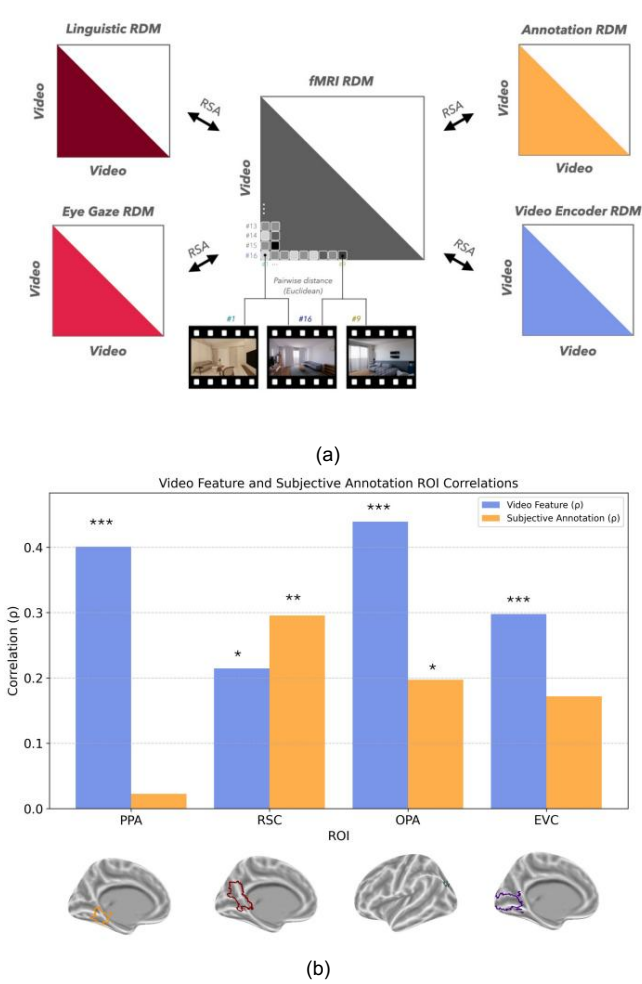 Linguistic RDM
Video
Video
RSA
fMRI RDM
Video
Annotation RDM
Video
Video
RSA
Eye Gaze RDM
Video
Video
RSA
Video Encoder RDM
Video
Video
RSA
#13
#14
#15
#16
#1 ... #9
Pairwise distance
(Euclidean)
#1 #16 #9
(a)
Video Feature and Subjective Annotation ROI Correlations
Video Feature (ρ)
Subjective Annotation (ρ)
Correlation (ρ)
0.4
0.3
0.2
0.1
0.0
***
*
**
***
*
***
PPA RSC OPA EVC
ROI
(b)